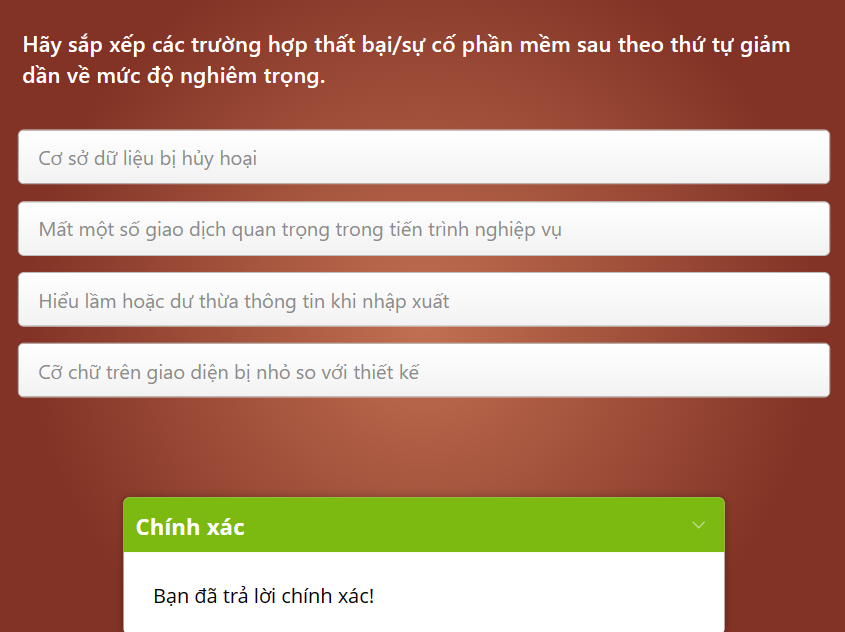 Hãy sắp xếp các trường hợp thất bại/sự cố phần mềm sau theo thứ tự giảm
dần về mức độ nghiêm trọng.
Cơ sở dữ liệu bị hủy hoại
Mất một số giao dịch quan trọng trong tiến trình nghiệp vụ
Hiểu lầm hoặc dư thừa thông tin khi nhập xuất
Cỡ chữ trên giao diện bị nhỏ so với thiết kế
Chính xác
Bạn đã trả lời chính xác!